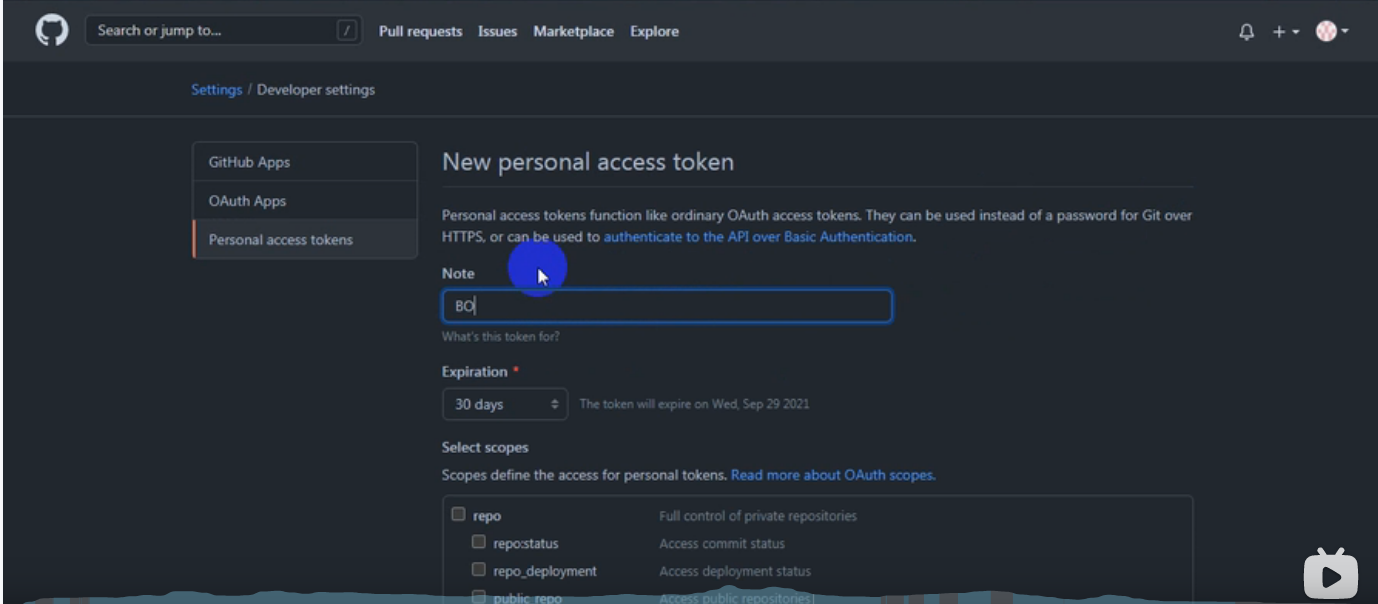 Search or jump to... /
Pull requests Issues Marketplace Explore
Settings / Developer settings
GitHub Apps
OAuth Apps
Personal access tokens
New personal access token
Personal access tokens function like ordinary OAuth access tokens. They can be used instead of a password for Git over
HTTPS, or can be used to authenticate to the API over Basic Authentication.
Note
BO
What's this token for?
Expiration *
30 days The token will expire on Wed, Sep 29 2021
Select scopes
Scopes define the access for personal tokens. Read more about OAuth scopes.
repo Full control of private repositories
repo:status Access commit status
repo_deployment Access deployment status
public_repo Access public repositories